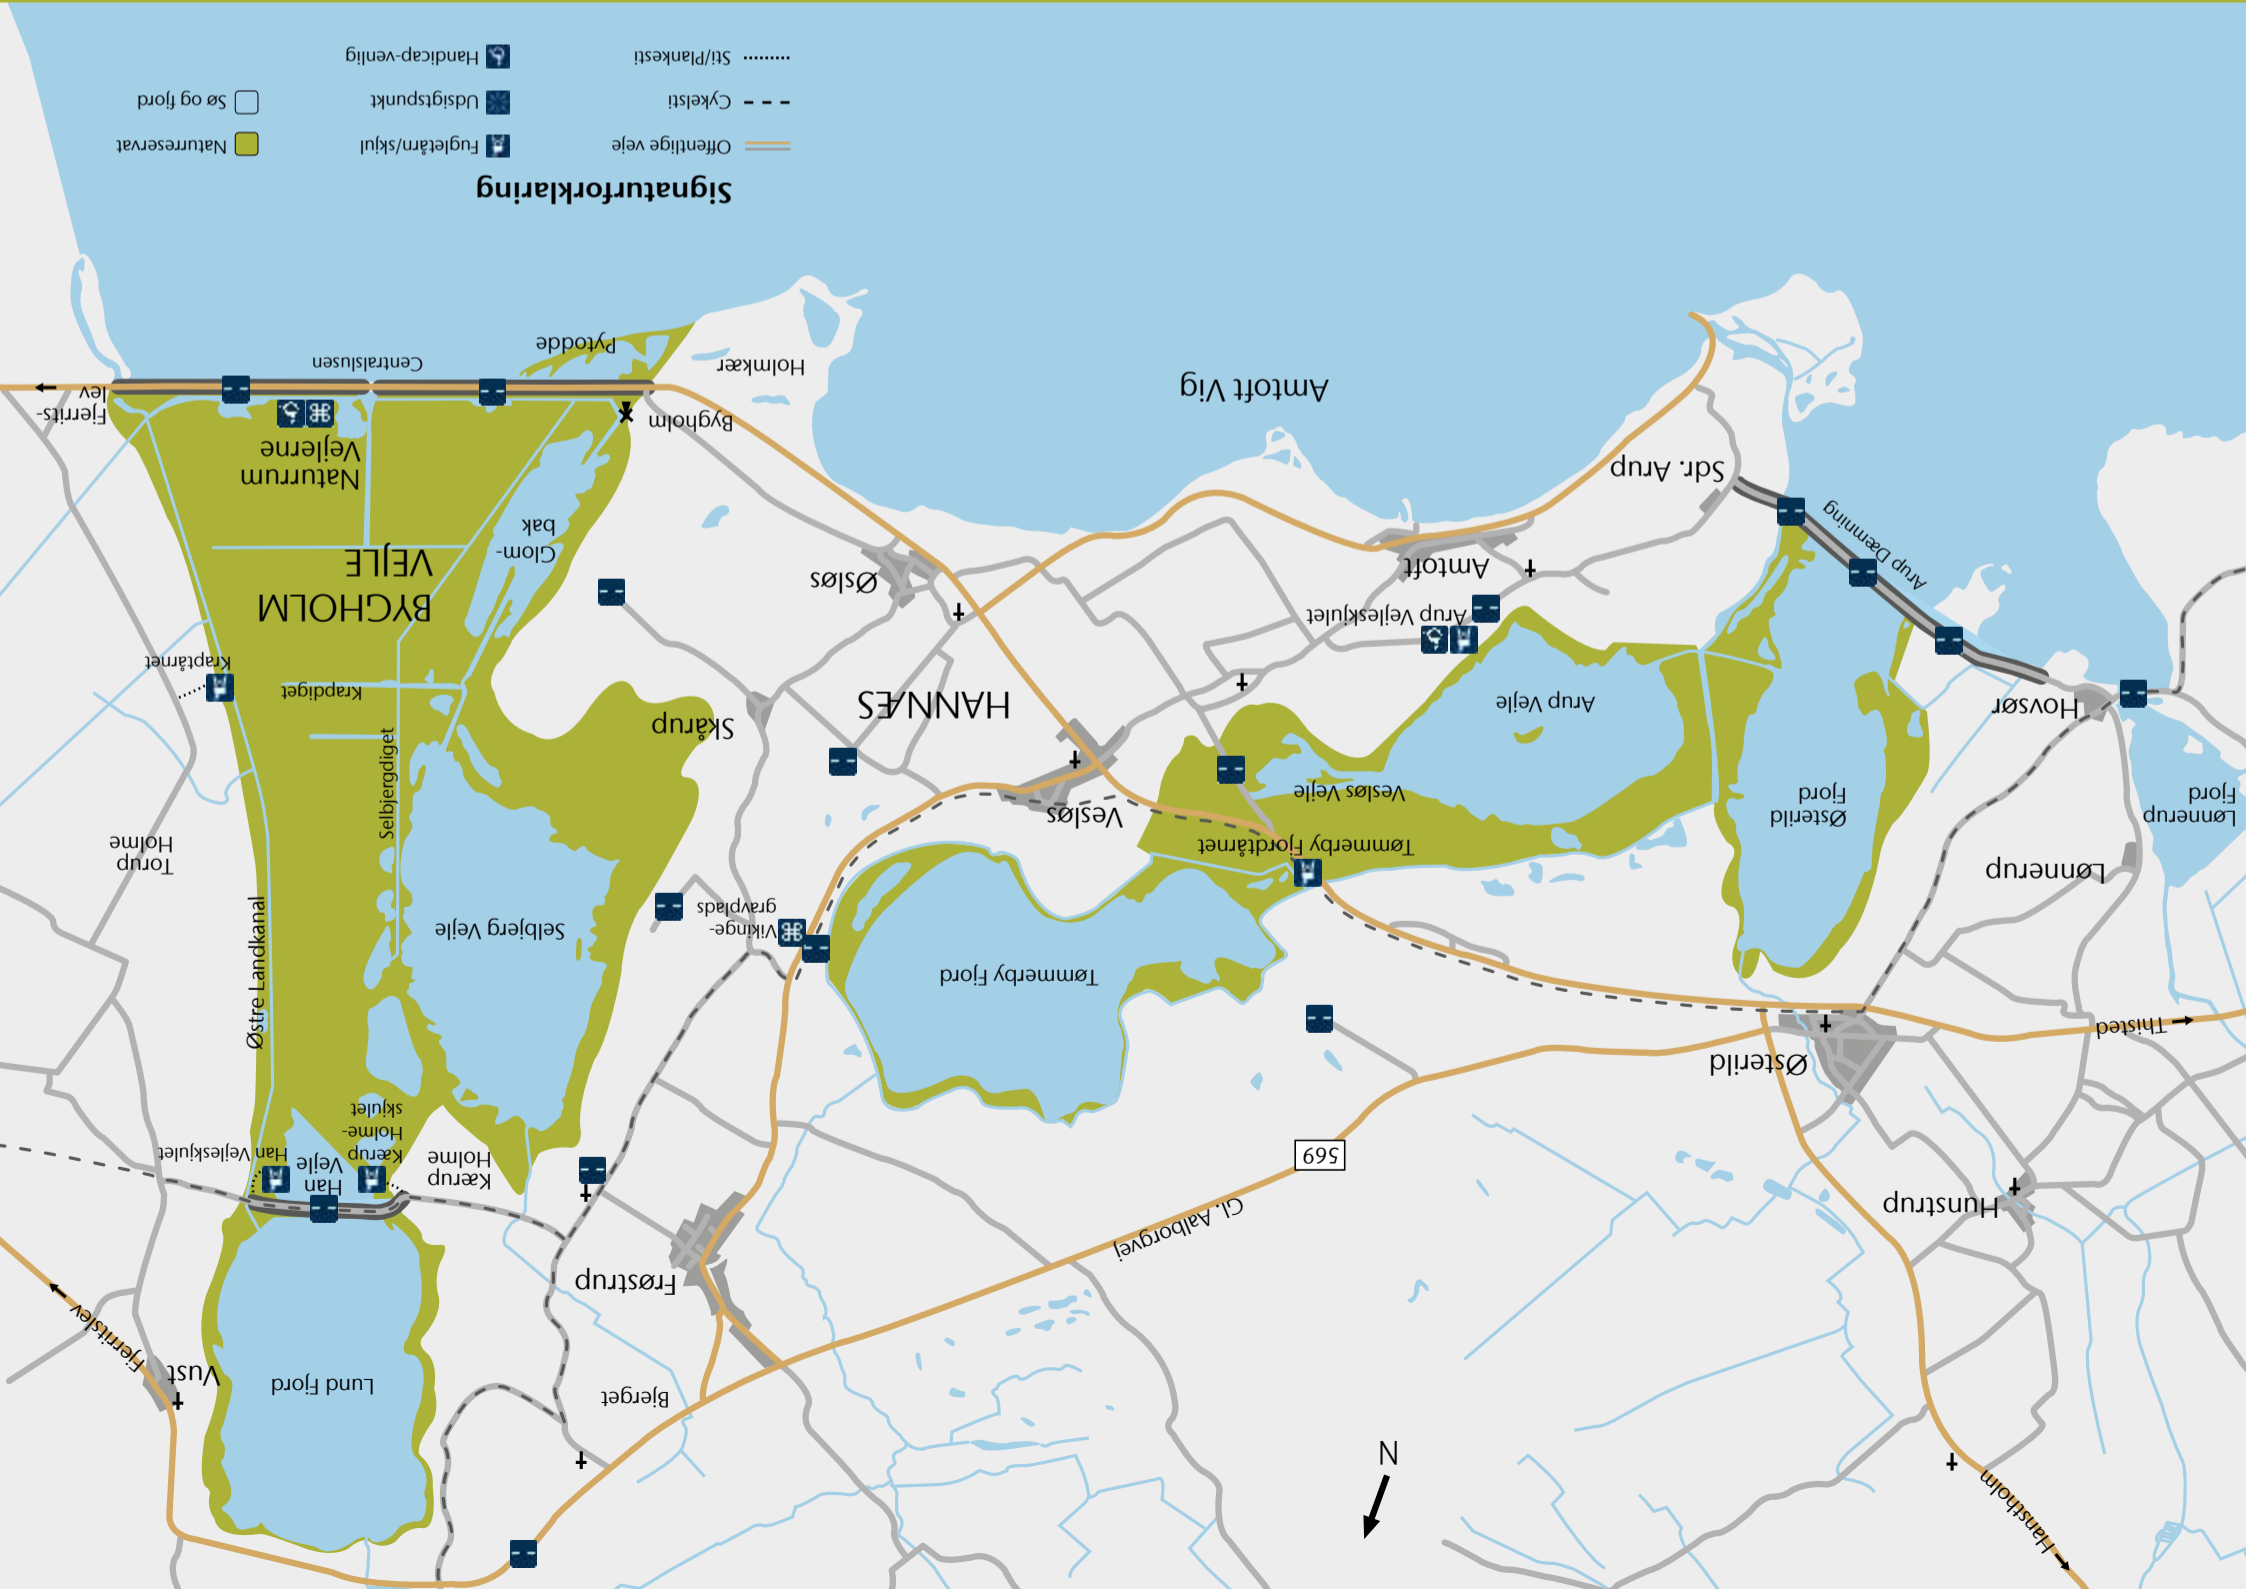 Hanstholm
N
Bjerget
Lund Fjord
Vust
Fjerritslev
Frøstrup
Gl. Aalborgvej
Hunstrup
569
Kærup
Holme
Han
Vejle
Kærup
Holme-
skjulet
Han Vejleskjulet
Østerild
Thisted
Tømmerby Fjord
Østre Landkanal
Vikinge-
gravplads
Selbjerg Vejle
Lønnerup
Torup
Holme
Tømmerby Fjordtårnet
Lønnerup
Fjord
Østerild
Fjord
Vesløs
Vesløs Vejle
Selbjergdiget
Hovsør
Arup Vejle
HANNÆS
Skårup
Krapdiget
Kraptårnet
Arup Vejleskjulet
BYGHOLM
VEJLE
Øsløs
Amtoft
Arup Dæmning
Glom-
bak
Sdr. Arup
Naturrum
Vejlerne
Bygholm
Fjerrits-
lev
Amtoft Vig
Holmkær
Centralslusen
Pytodde
Signaturforklaring
Offentlige veje
Cykelsti
Sti/Plankesti
Fugletårn/skjul
Udsigtspunkt
Handicap-venlig
Naturreservat
Sø og fjord